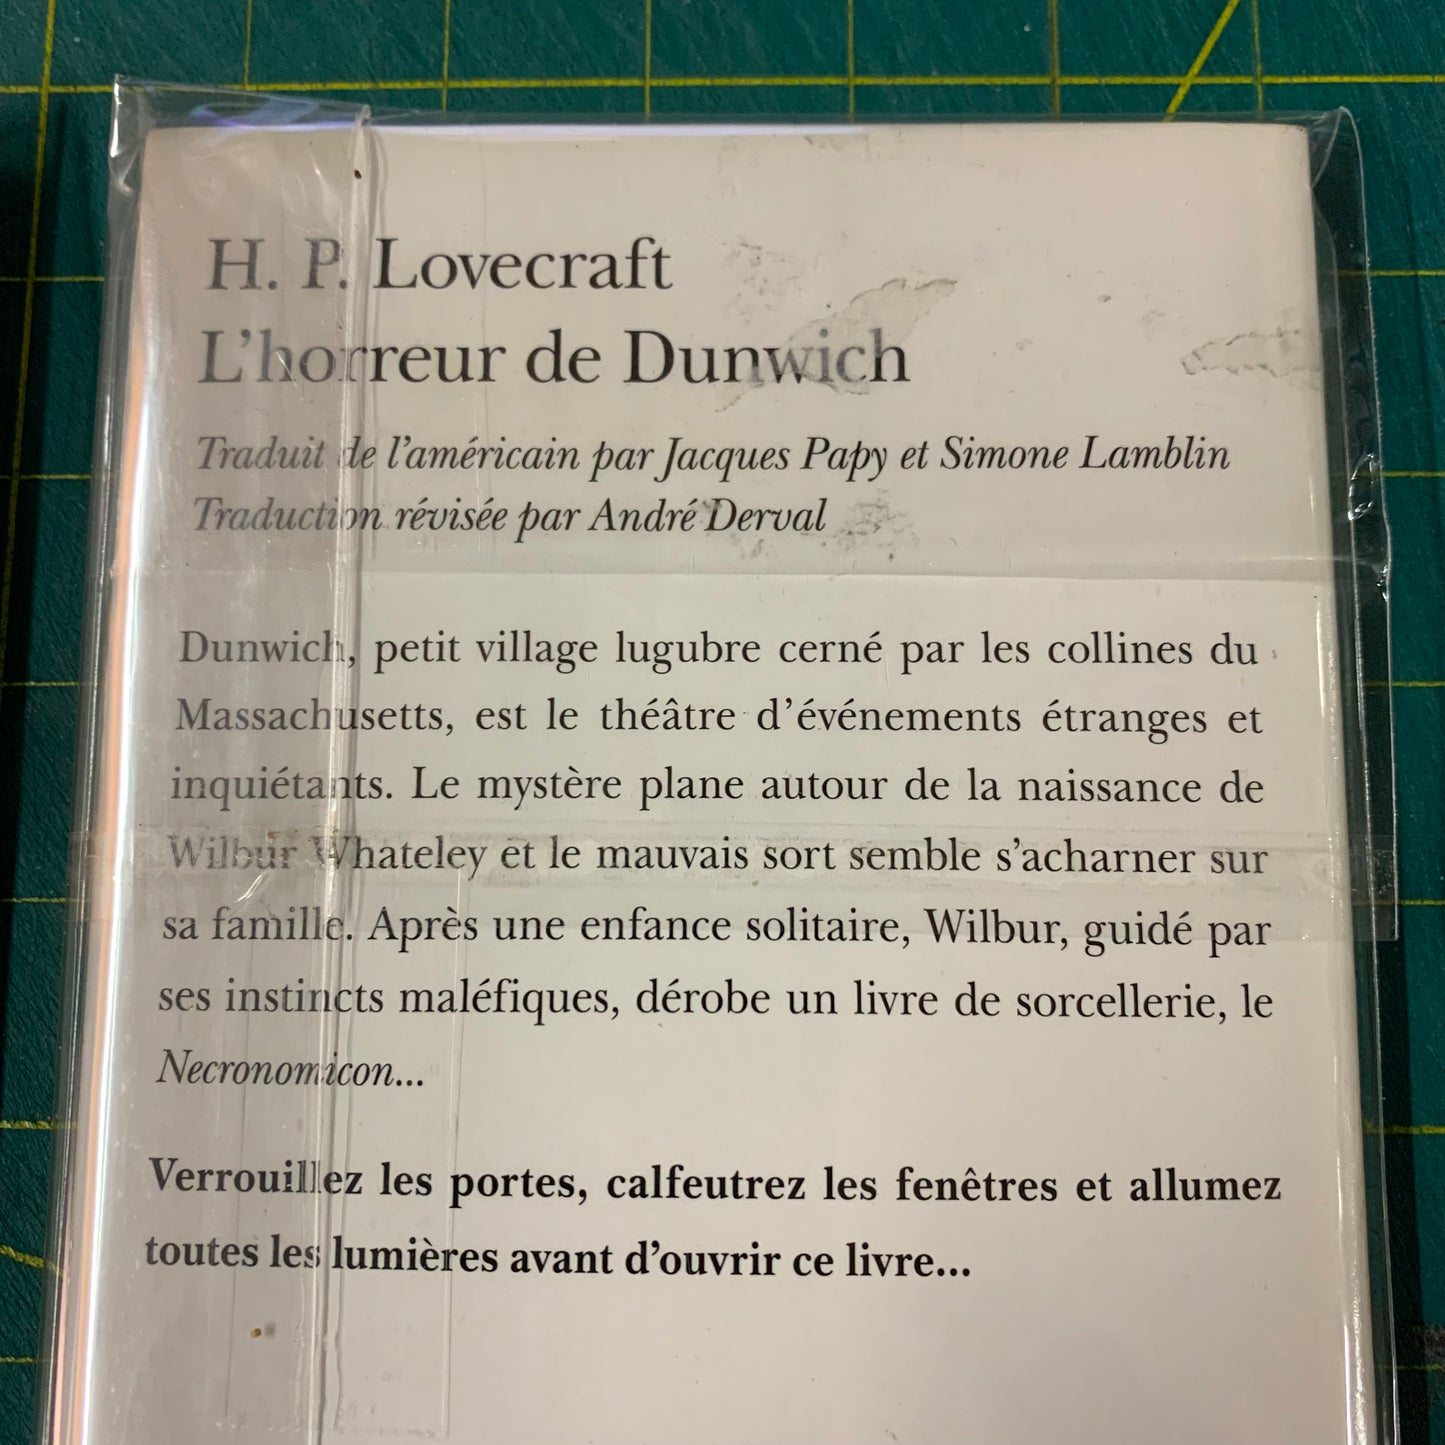 H. P. Lovecraft
L'horreur de Dunwich
Traduit de l'américain par Jacques Papy et Simone Lamblin
Traduction révisée par André Derval
Dunwich, petit village lugubre cerné par les collines du
Massachusetts, est le théâtre d'événements étranges et
inquiétants. Le mystère plane autour de la naissance de
Wilbur Whateley et le mauvais sort semble s'acharner sur
sa famille. Après une enfance solitaire, Wilbur, guidé par
ses instincts maléfiques, dérobe un livre de sorcellerie, le
Necronomicon...
Verrouillez les portes, calfeutrez les fenêtres et allumez
toutes les lumières avant d'ouvrir ce livre...